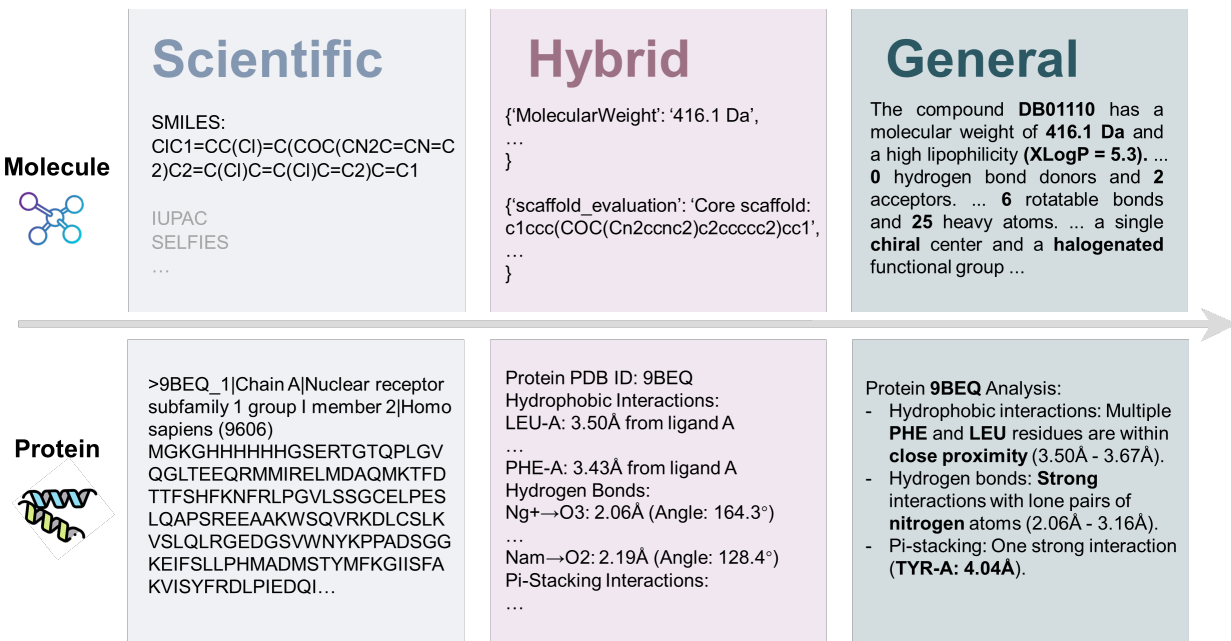 Scientific
Hybrid
General
Molecule
SMILES:
ClC1=CC(Cl)=C(COC(CN2C=CN=C
2)C2=C(Cl)C=C(Cl)C=C2)C=C1
IUPAC
SELFIES
…
{‘MolecularWeight’: ‘416.1 Da’,
…
}
{‘scaffold_evaluation’: ‘Core scaffold:
c1ccc(COC(Cn2ccnc2)c2ccccc2)cc1’,
…
}
The compound DB01110 has a
molecular weight of 416.1 Da and
a high lipophilicity (XLogP = 5.3). ...
0 hydrogen bond donors and 2
acceptors. ... 6 rotatable bonds
and 25 heavy atoms. ... a single
chiral center and a halogenated
functional group ...
Protein
>9BEQ_1|Chain A|Nuclear receptor
subfamily 1 group I member 2|Homo
sapiens (9606)
MGKGHHHHHHGSERTGTQPLGV
QGLTEEQRMMIRELMDAQMKTFD
TTFSHFKNFRLPGVLSSGCELPES
LQAPSREEAAKWSQVRKDLCSLK
VSLQLRGEDGSVWNYKPPADSGG
KEIFSLLPHMADMSTYMFKGIISFA
KVISYFRDLPIEDQI…
Protein PDB ID: 9BEQ
Hydrophobic Interactions:
LEU-A: 3.50Å from ligand A
…
PHE-A: 3.43Å from ligand A
Hydrogen Bonds:
Ng+→O3: 2.06Å (Angle: 164.3°)
…
Nam→O2: 2.19Å (Angle: 128.4°)
Pi-Stacking Interactions:
…
Protein 9BEQ Analysis:
- Hydrophobic interactions: Multiple
PHE and LEU residues are within
close proximity (3.50Å - 3.67Å).
- Hydrogen bonds: Strong
interactions with lone pairs of
nitrogen atoms (2.06Å - 3.16Å).
- Pi-stacking: One strong interaction
(TYR-A: 4.04Å).